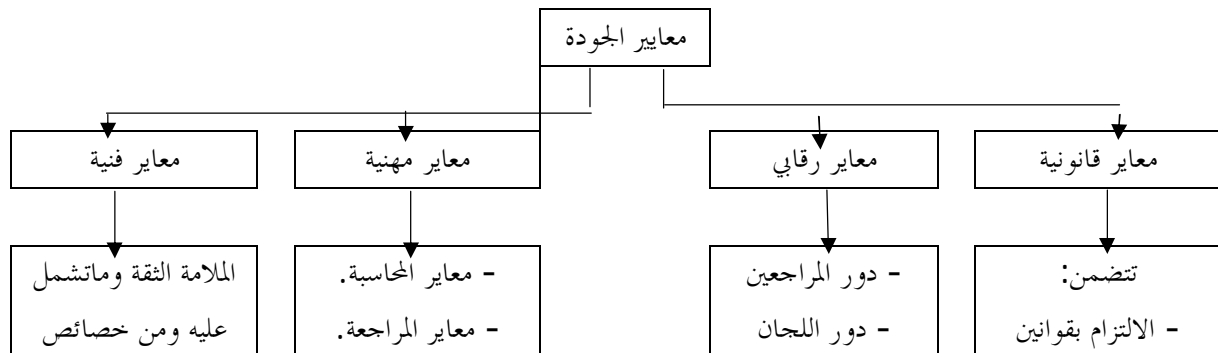 معايير الجودة
معاير قانونية
معاير رقابي
معاير مهنية
معاير فنية
تتضمن:
- الالتزام بقوانين
- دور المراجعين
- دور اللجان
- معاير المحاسبة.
- معاير المراجعة.
الملامة الثقة وماتشمل
عليه ومن خصائص